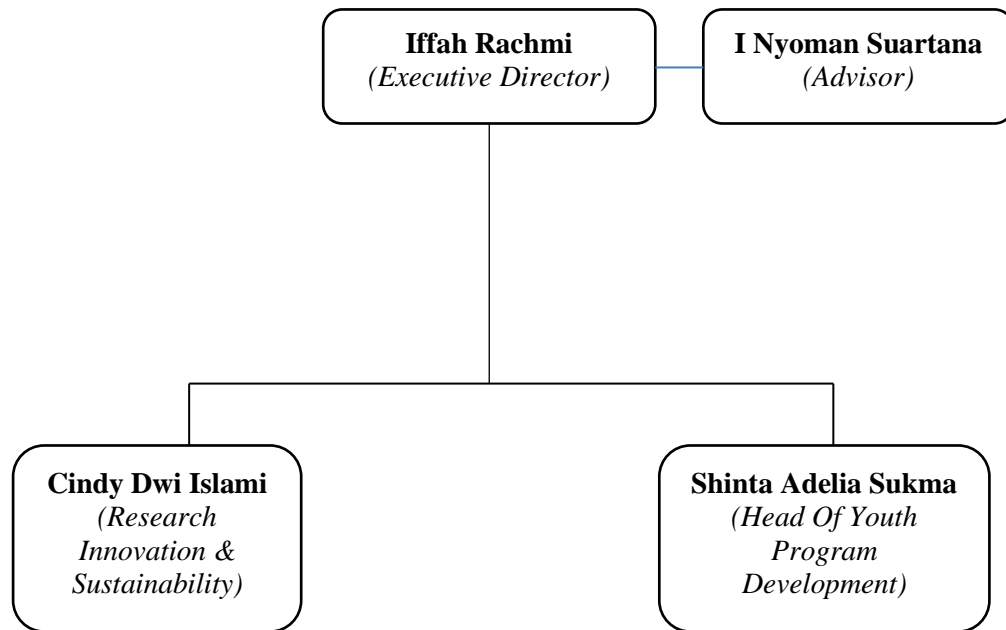 Iffah Rachmi
(Executive Director)
I Nyoman Suartana
(Advisor)
Cindy Dwi Islami
(Research
Innovation &
Sustainability)
Shinta Adelia Sukma
(Head Of Youth
Program
Development)